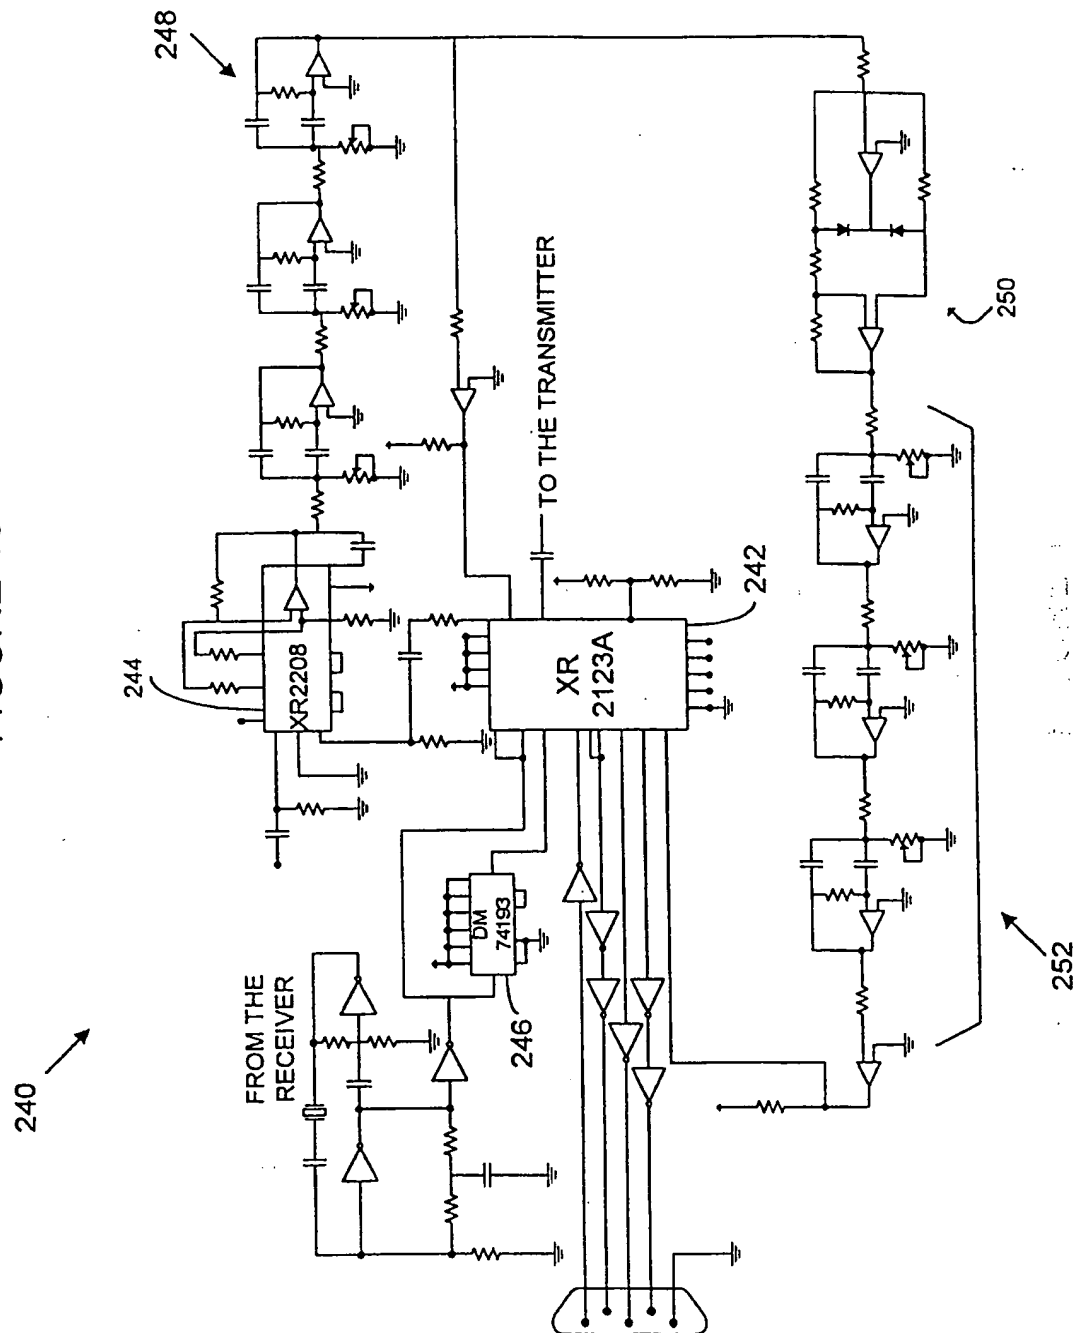 240
248
FROM THE
RECEIVER
244
XR2208
246
DM
74193
XR
2123A
242
TO THE TRANSMITTER
250
252